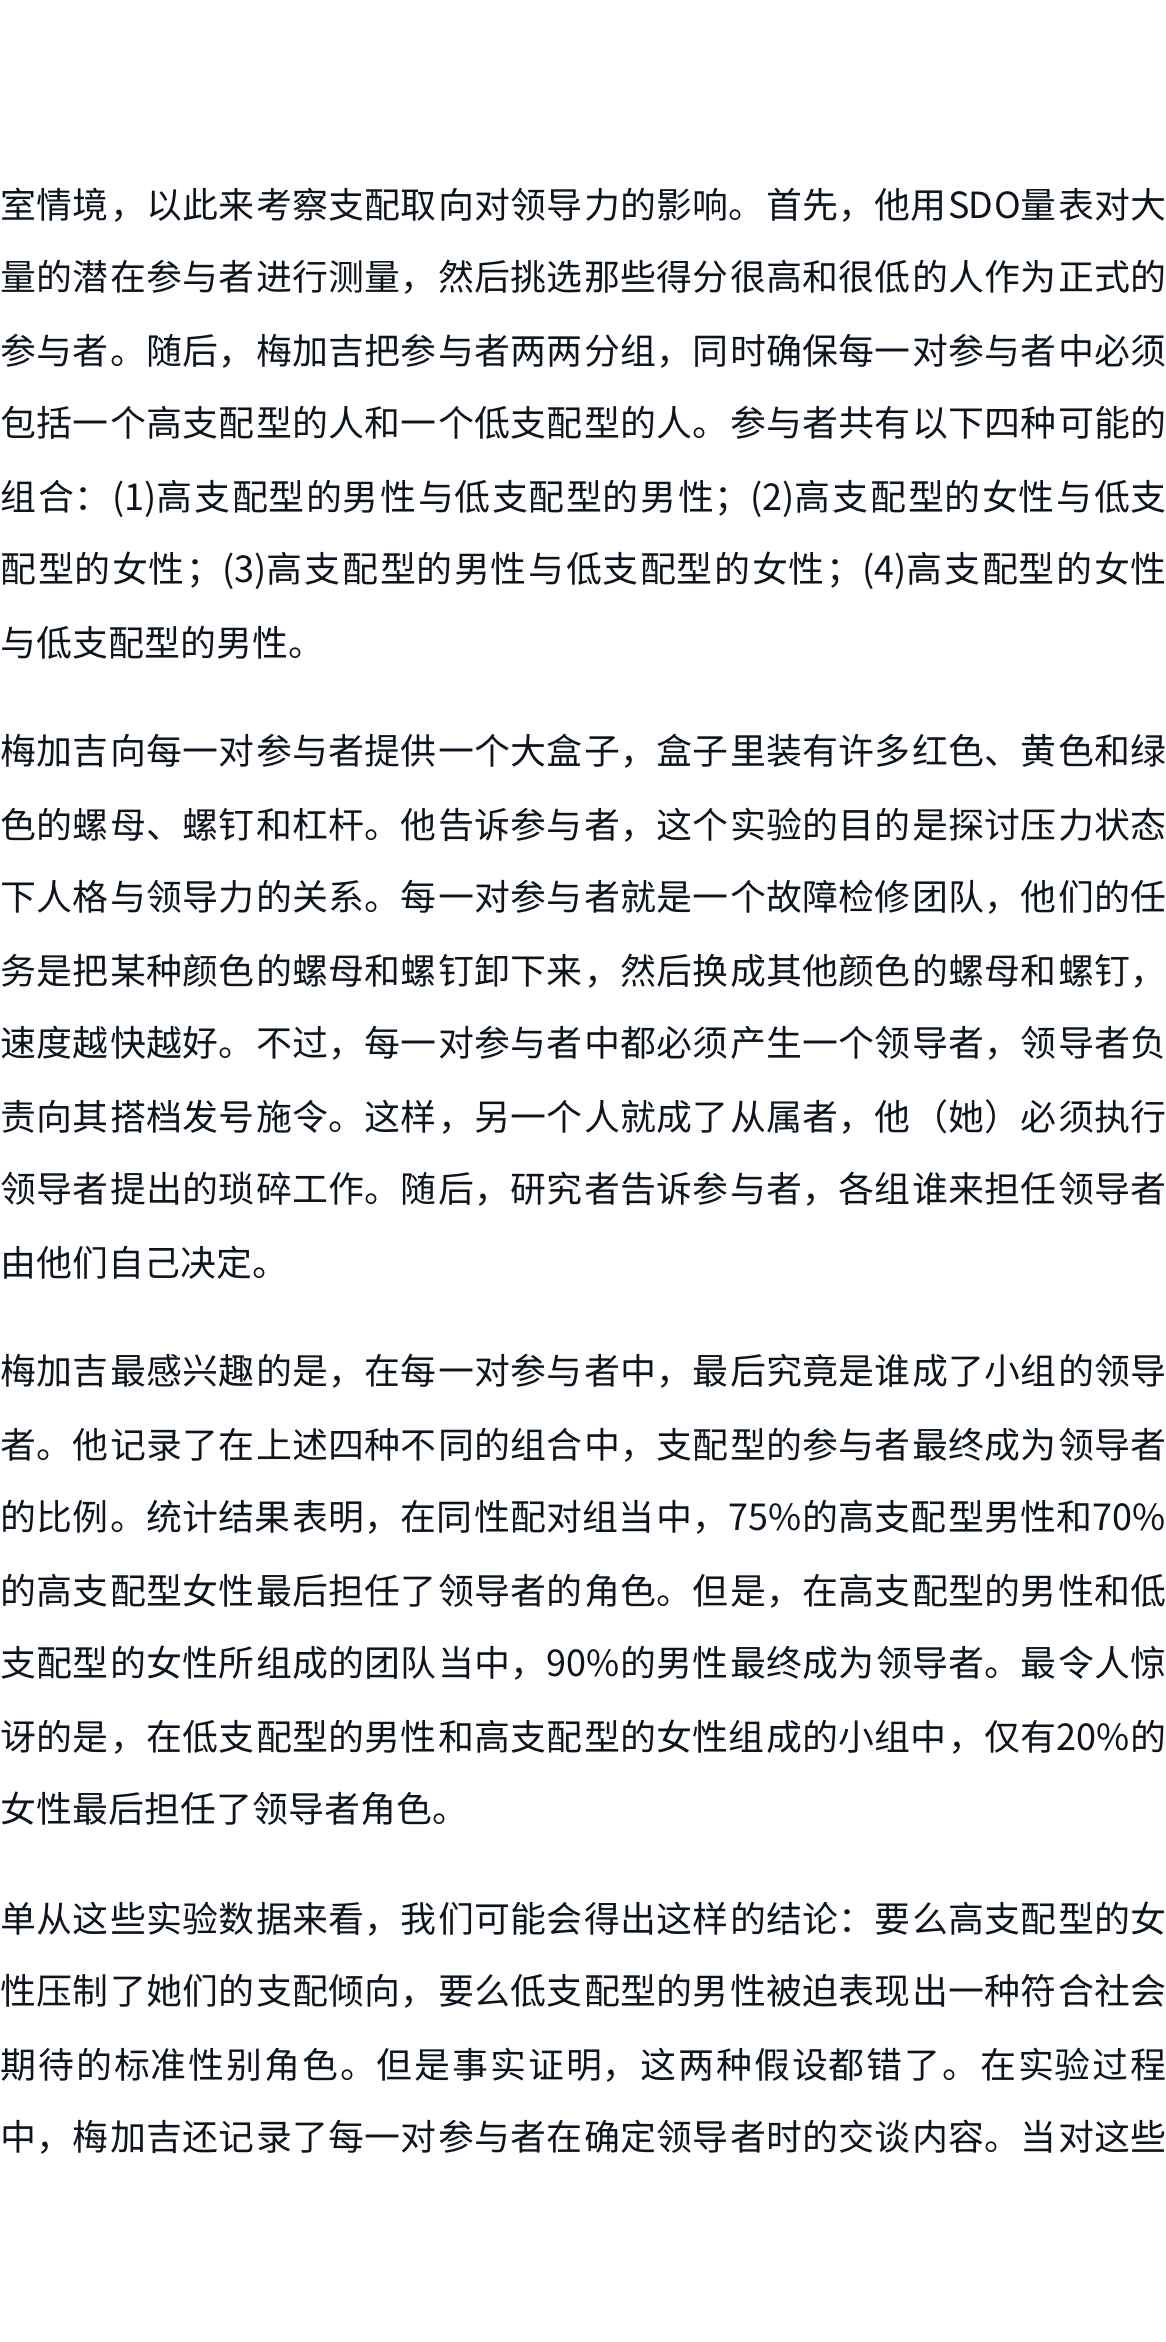 室情境，以此来考察支配取向对领导力的影响。首先，他用SDO量表对大
量的潜在参与者进行测量，然后挑选那些得分很高和很低的人作为正式的
参与者。随后，梅加吉把参与者两两分组，同时确保每一对参与者中必须
包括一个高支配型的人和一个低支配型的人。参与者共有以下四种可能的
组合：(1)高支配型的男性与低支配型的男性；(2)高支配型的女性与低支
配型的女性；(3)高支配型的男性与低支配型的女性；(4)高支配型的女性
与低支配型的男性。
梅加吉向每一对参与者提供一个大盒子，盒子里装有许多红色、黄色和绿
色的螺母、螺钉和杠杆。他告诉参与者，这个实验的目的是探讨压力状态
下人格与领导力的关系。每一对参与者就是一个故障检修团队，他们的任
务是把某种颜色的螺母和螺钉卸下来，然后换成其他颜色的螺母和螺钉，
速度越快越好。不过，每一对参与者中都必须产生一个领导者，领导者负
责向其搭档发号施令。这样，另一个人就成了从属者，他（她）必须执行
领导者提出的琐碎工作。随后，研究者告诉参与者，各组谁来担任领导者
由他们自己决定。
梅加吉最感兴趣的是，在每一对参与者中，最后究竟是谁成了小组的领导
者。他记录了在上述四种不同的组合中，支配型的参与者最终成为领导者
的比例。统计结果表明，在同性配对组当中，75%的高支配型男性和70%
的高支配型女性最后担任了领导者的角色。但是，在高支配型的男性和低
支配型的女性所组成的团队当中，90%的男性最终成为领导者。最令人惊
讶的是，在低支配型的男性和高支配型的女性组成的小组中，仅有20%的
女性最后担任了领导者角色。
单从这些实验数据来看，我们可能会得出这样的结论：要么高支配型的女
性压制了她们的支配倾向，要么低支配型的男性被迫表现出一种符合社会
期待的标准性别角色。但是事实证明，这两种假设都错了。在实验过程
中，梅加吉还记录了每一对参与者在确定领导者时的交谈内容。当对这些